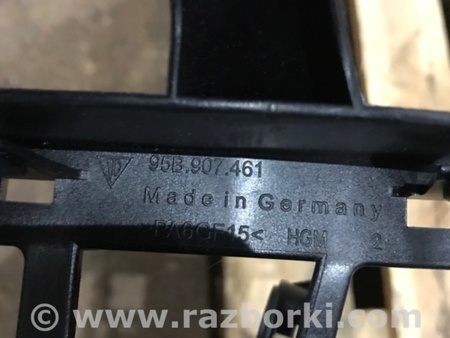 95B.907.461
Made in Germany
PA6GF15< HGM 2
© www.razborki.com/